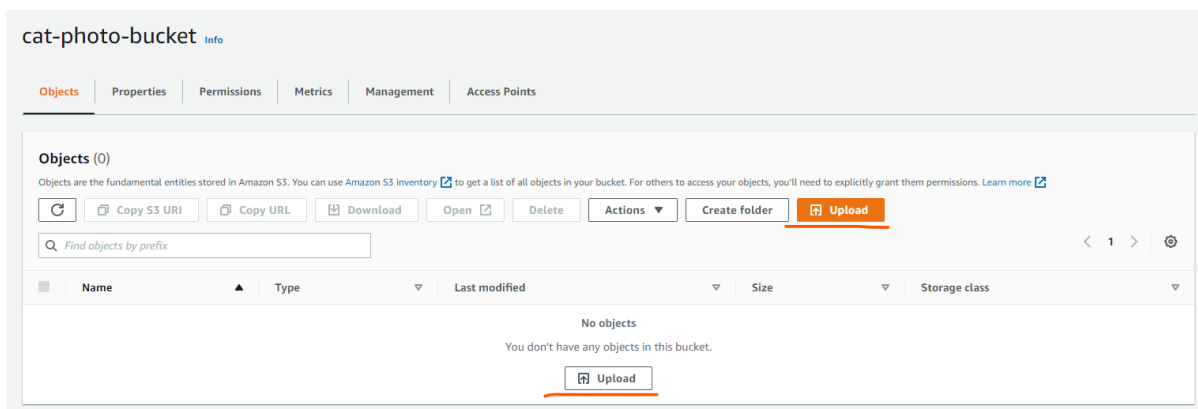 cat-photo-bucket Info
Objects Properties Permissions Metrics Management Access Points
Objects (0)
Objects are the fundamental entities stored in Amazon S3. You can use Amazon S3 inventory to get a list of all objects in your bucket. For others to access your objects, you'll need to explicitly grant them permissions. Learn more
Copy S3 URI Copy URL Download Open Delete Actions Create folder Upload
Find objects by prefix
1
Name Type Last modified Size Storage class
No objects
You don't have any objects in this bucket.
Upload